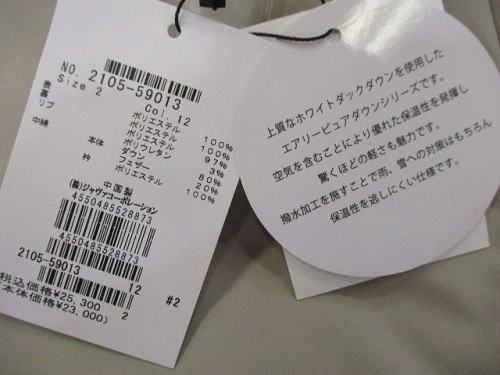 NO. 2105-59013
Size 2 Col. 12
表 ポリエステル 100%
裏 ポリエステル 100%
リブ ポリエステル 97%
ポリウレタン 3%
中綿 本体 ダウン 80%
フェザー 20%
衿 ポリエステル 100%
中国製
(株)ジャヴァコーポレーション
4550485528873
4550485528873
2105-59013
12
2
#2
税込価格¥25,300
(本体価格¥23,000)
上質なホワイトダックダウンを使用した
エアリーピュアダウンシリーズです。
空気を含むことにより優れた保温性を発揮し
驚くほどの軽さも魅力です。
撥水加工を施すことで雨、雪への対策はもちろん
保温性を逃しにくい仕様です。